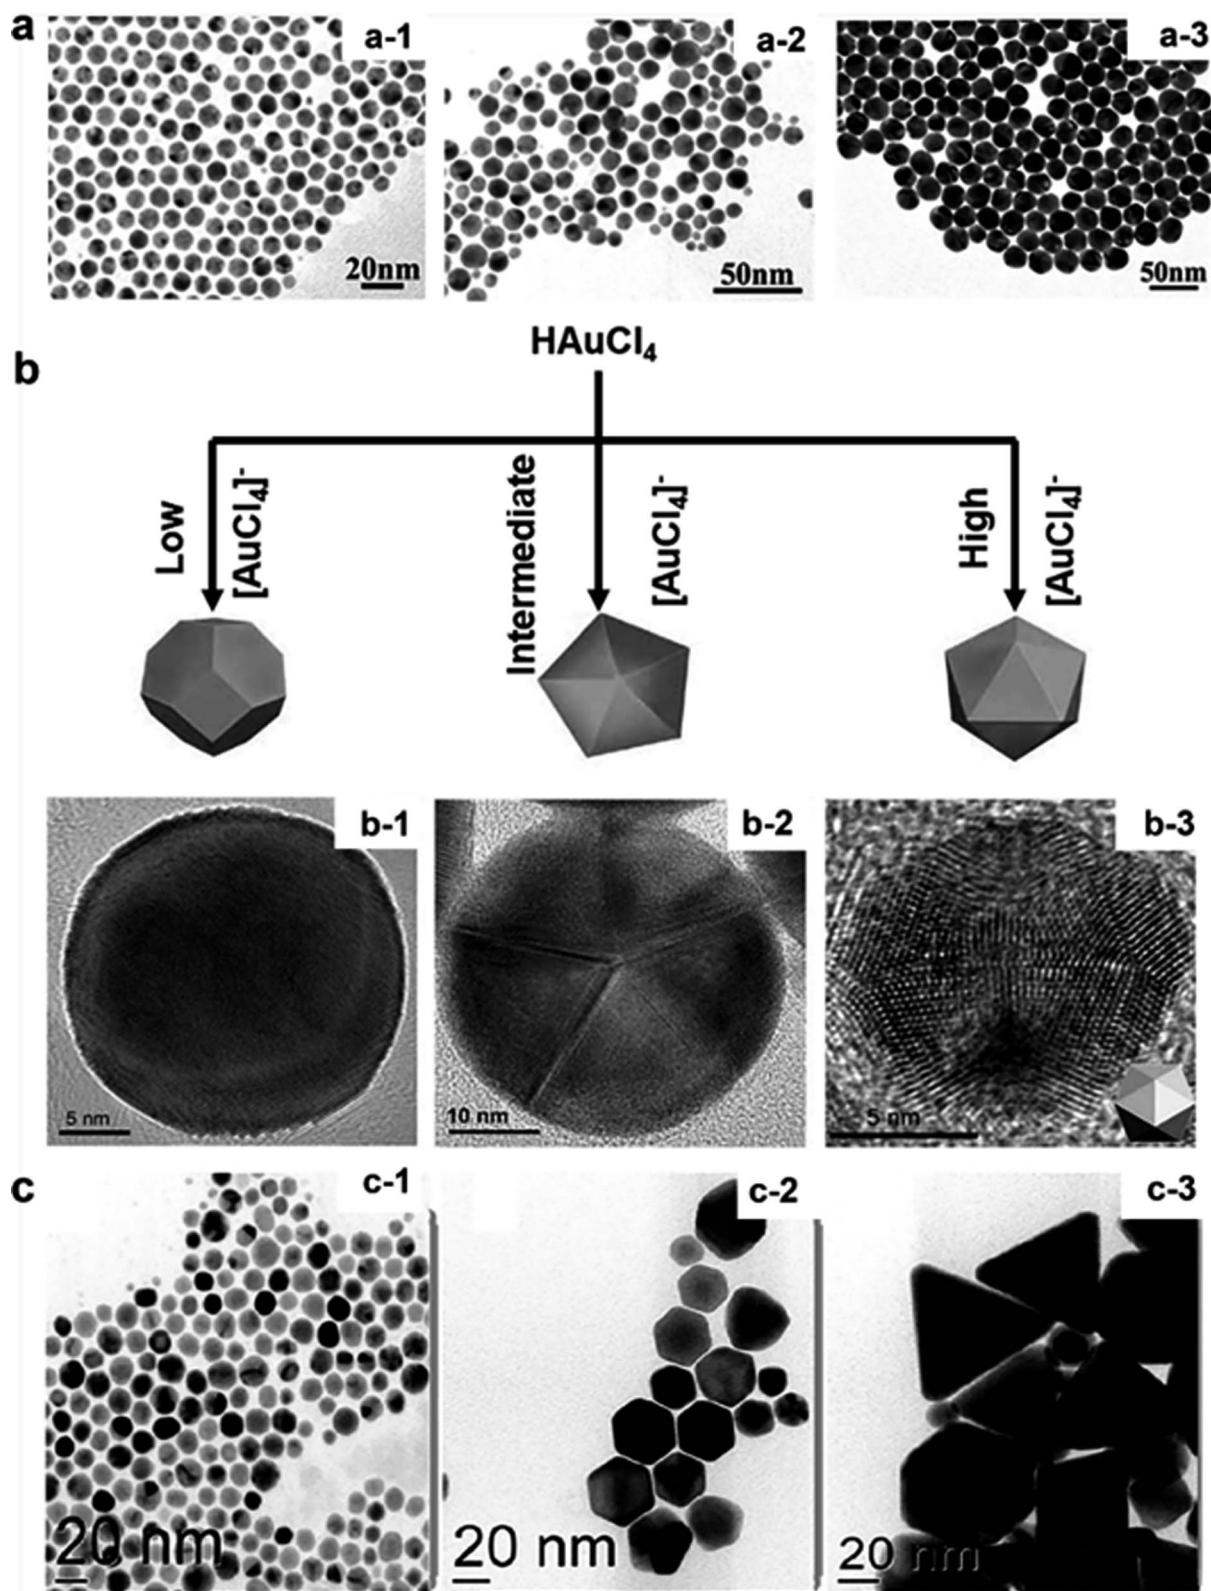 a
a-1
a-2
a-3
20nm
50nm
50nm
HAuCl₄
b
Low
[AuCl₄]⁻
Intermediate
[AuCl₄]⁻
High
[AuCl₄]⁻
b-1
b-2
b-3
5 nm
10 nm
5 nm
c
c-1
c-2
c-3
20 nm
20 nm
20 nm